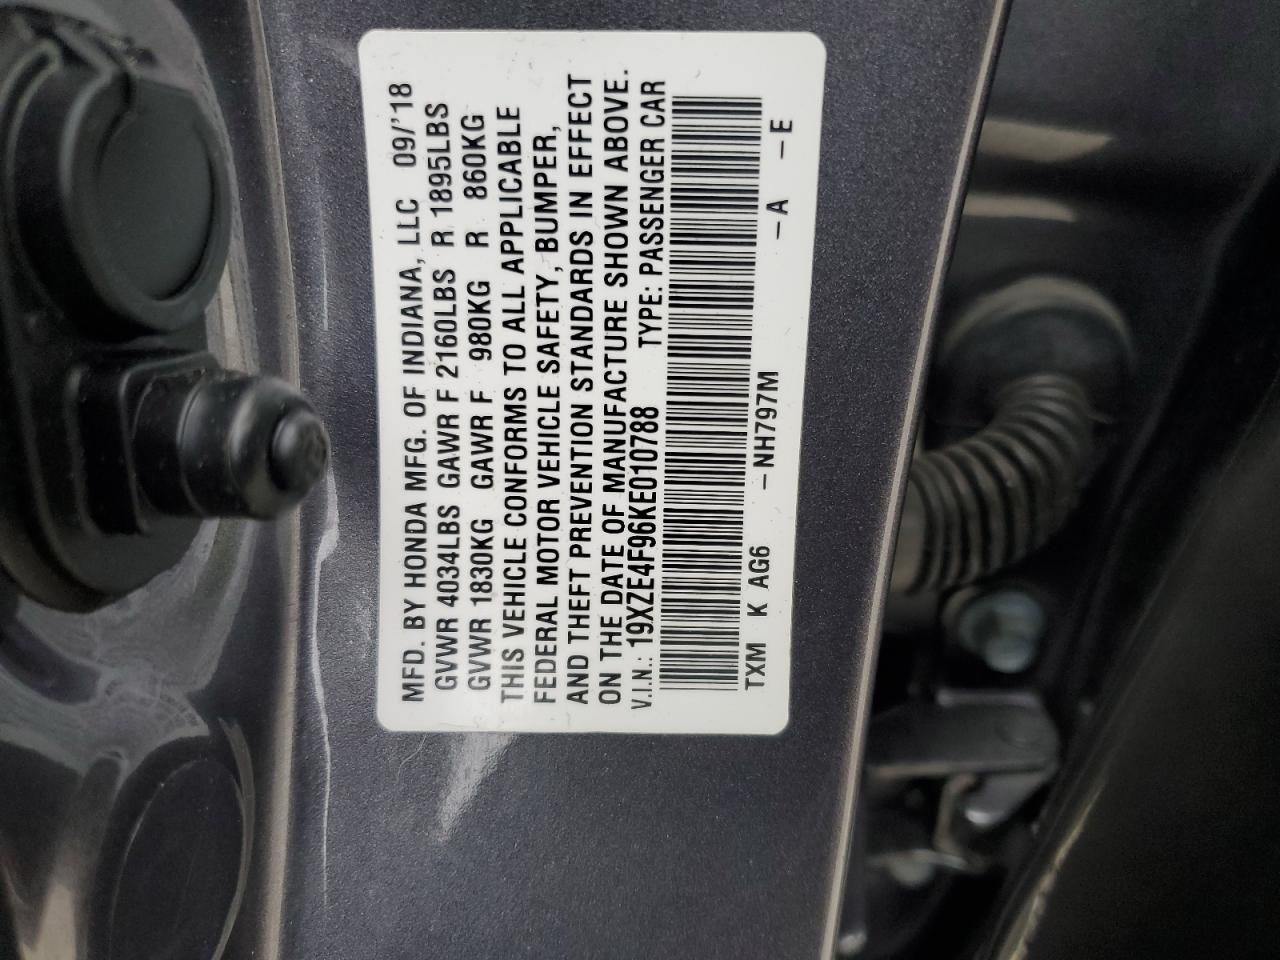 MFD. BY HONDA MFG. OF INDIANA, LLC 09/'18
GVWR 4034LBS GAWR F 2160LBS R 1895LBS
GVWR 1830KG GAWR F 980KG R 860KG
THIS VEHICLE CONFORMS TO ALL APPLICABLE
FEDERAL MOTOR VEHICLE SAFETY, BUMPER,
AND THEFT PREVENTION STANDARDS IN EFFECT
ON THE DATE OF MANUFACTURE SHOWN ABOVE.
V.I.N.: 19XZE4F96KE010788 TYPE: PASSENGER CAR
TXM K AG6 -NH797M -A -E